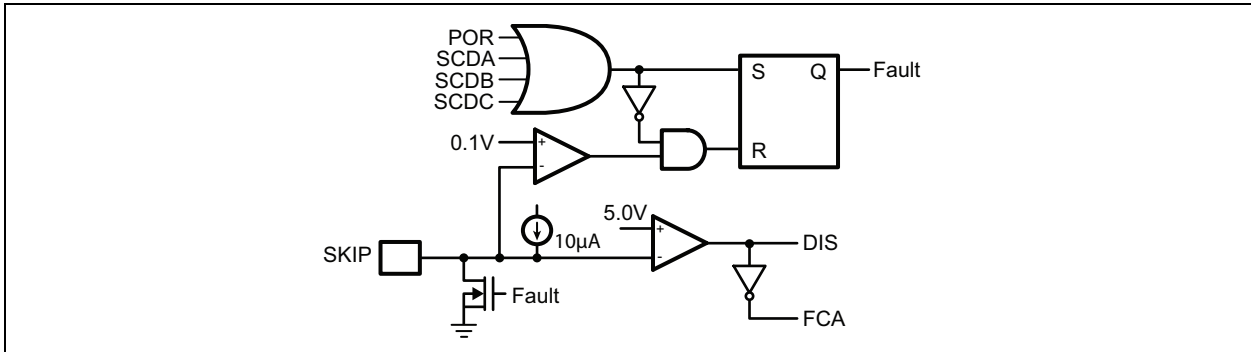 POR
SCDA
SCDB
SCDC
S Q
Fault
R
0.1V
+
-
5.0V
+
-
10µA
SKIP
DIS
Fault
FCA